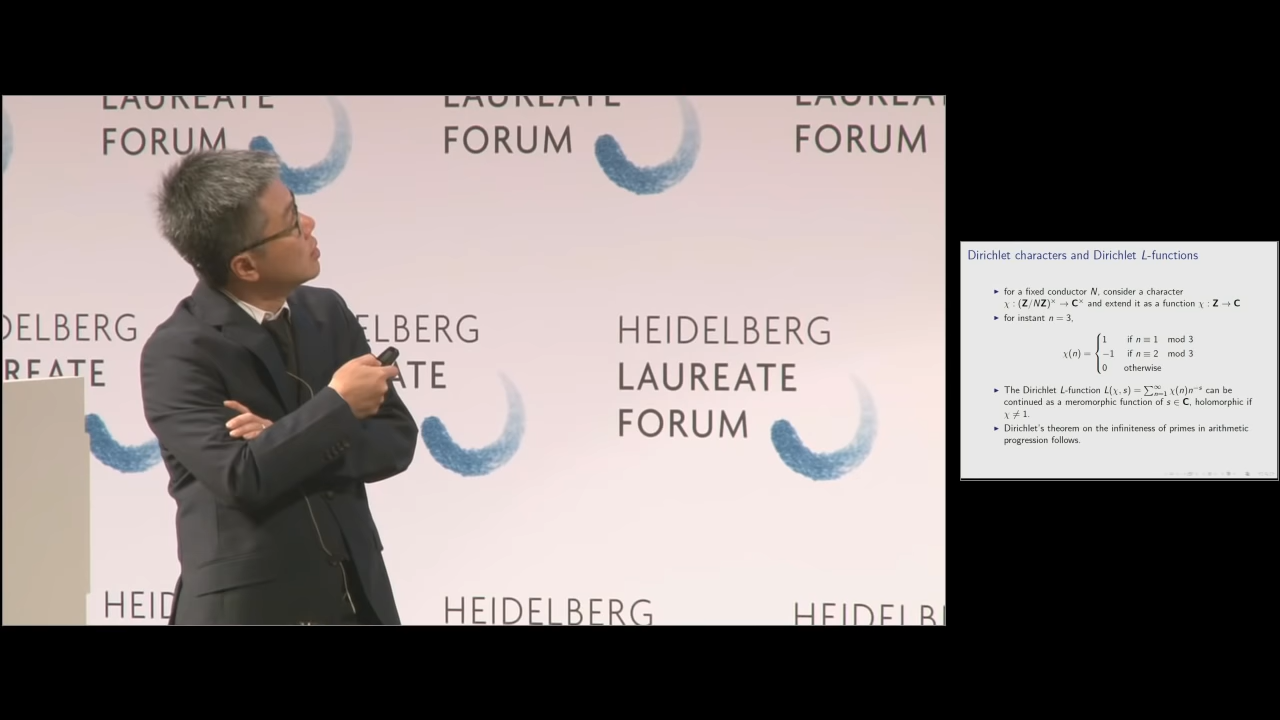 LAUREATE LAUREATE LAUREAT
FORUM FORUM FORUM
DELBERG ELBERG HEIDELBERG
REATE ATE LAUREATE
FORUM
HEID HEIDELBERG HEIDELB
Dirichlet characters and Dirichlet L-functions
▶ for a fixed conductor N, consider a character
χ : (Z/NZ)× → C× and extend it as a function χ : Z → C
▶ for instant n = 3,
χ(n) = { 1 if n ≡ 1 mod 3
−1 if n ≡ 2 mod 3
0 otherwise
▶ The Dirichlet L-function L(χ, s) = ∑∞n=1 χ(n)n−s can be
continued as a meromorphic function of s ∈ C, holomorphic if
χ ≠ 1.
▶ Dirichlet's theorem on the infiniteness of primes in arithmetic
progression follows.